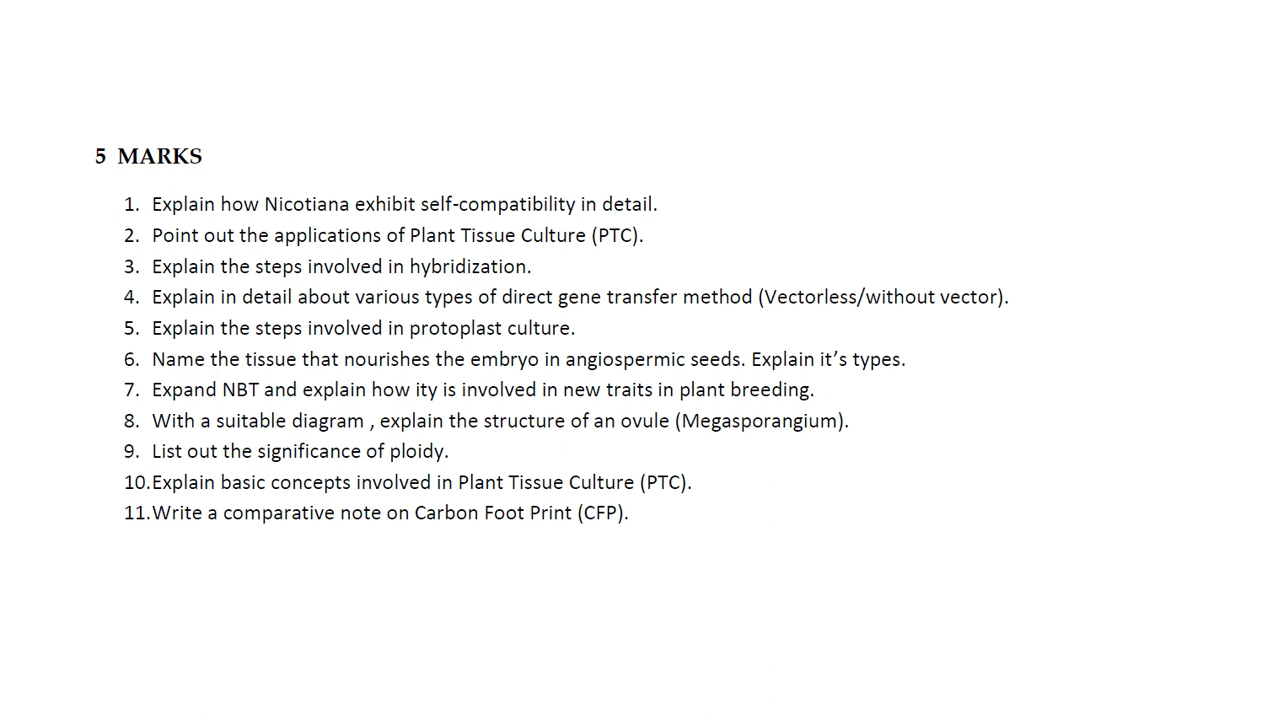 5 MARKS
1. Explain how Nicotiana exhibit self-compatibility in detail.
2. Point out the applications of Plant Tissue Culture (PTC).
3. Explain the steps involved in hybridization.
4. Explain in detail about various types of direct gene transfer method (Vectorless/without vector).
5. Explain the steps involved in protoplast culture.
6. Name the tissue that nourishes the embryo in angiospermic seeds. Explain it’s types.
7. Expand NBT and explain how ity is involved in new traits in plant breeding.
8. With a suitable diagram , explain the structure of an ovule (Megasporangium).
9. List out the significance of ploidy.
10.Explain basic concepts involved in Plant Tissue Culture (PTC).
11.Write a comparative note on Carbon Foot Print (CFP).